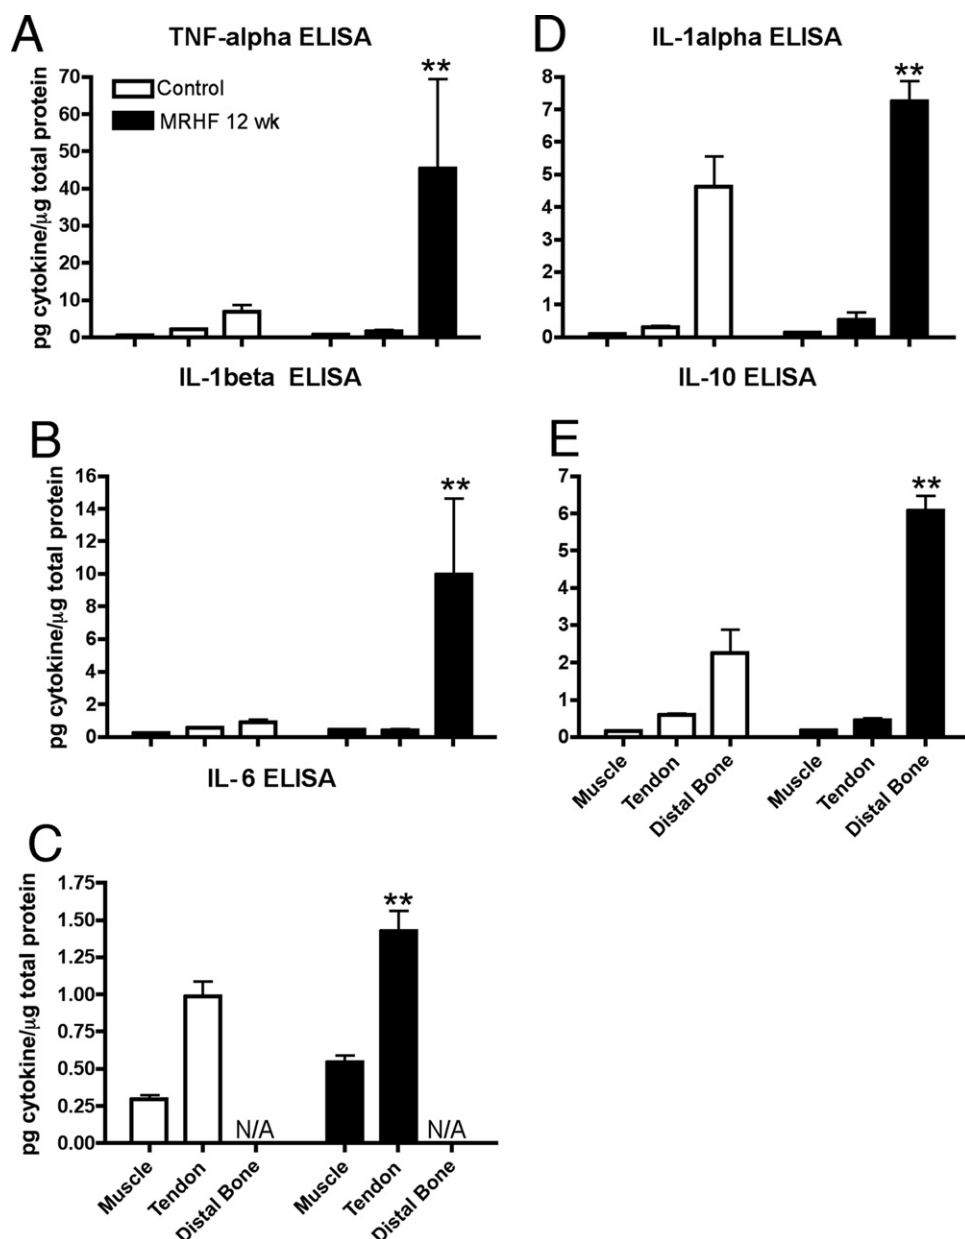 A
TNF-alpha ELISA
pg cytokine/µg total protein
70
60
50
40
30
20
10
0
Control
MRHF 12 wk
**
D
IL-1alpha ELISA
8
7
6
5
4
3
2
1
0
**
B
IL-1beta ELISA
pg cytokine/µg total protein
16
14
12
10
8
6
4
2
0
**
E
IL-10 ELISA
7
6
5
4
3
2
1
0
**
Muscle
Tendon
Distal Bone
Muscle
Tendon
Distal Bone
C
IL-6 ELISA
pg cytokine/µg total protein
1.75
1.50
1.25
1.00
0.75
0.50
0.25
0.00
N/A
**
N/A
Muscle
Tendon
Distal Bone
Muscle
Tendon
Distal Bone